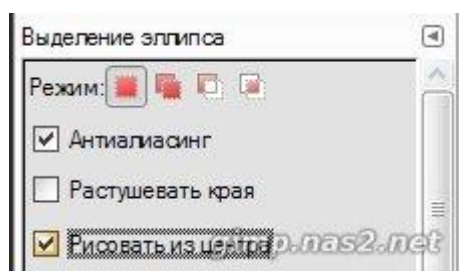 Выделение эллипса
Режим:
Антиалиасинг
Растушевать края
Рисовать из центра
gimp.nas2.net